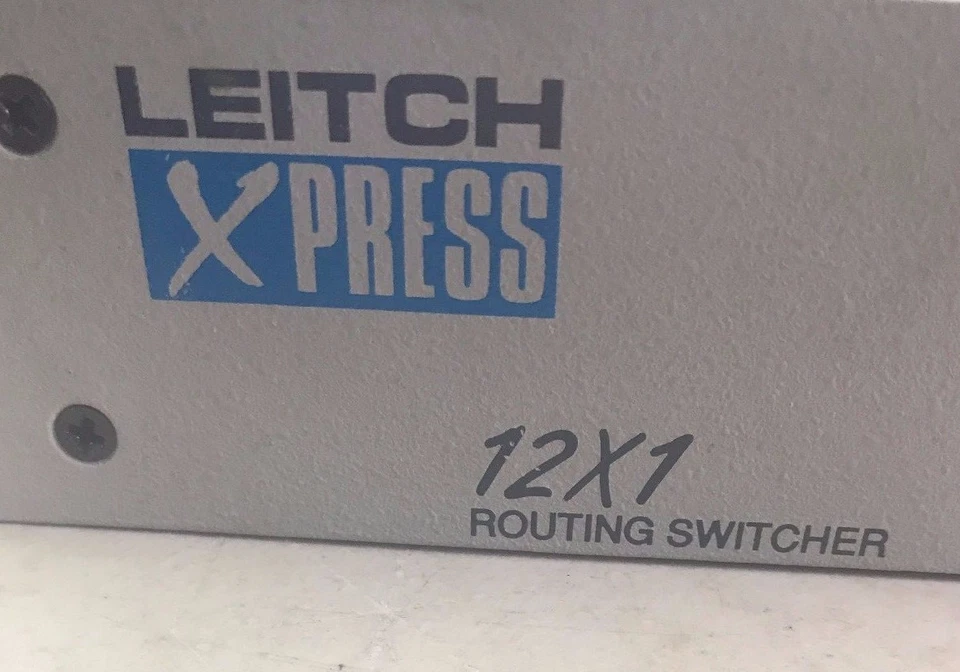 LEITCH
XPRESS
12X1
ROUTING SWITCHER